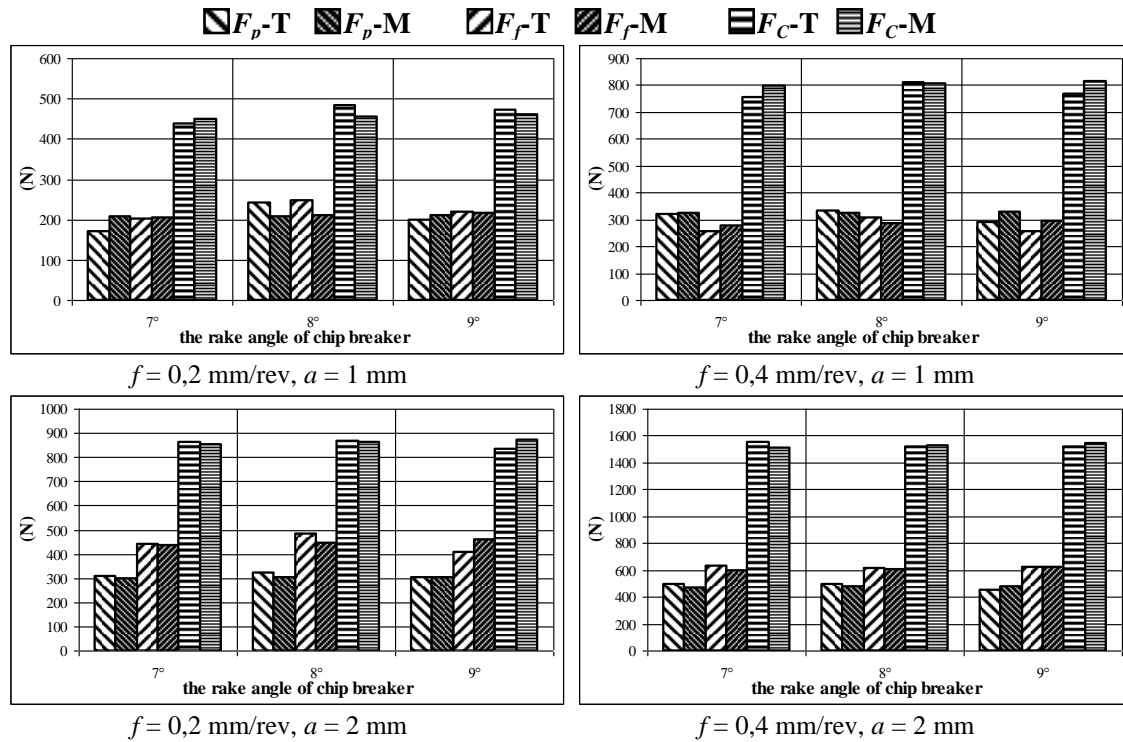 Fp-T Fp-M Ff-T Ff-M FC-T FC-M
600
500
400
300
200
100
0
(N)
7° 8° 9°
the rake angle of chip breaker
f = 0,2 mm/rev, a = 1 mm
900
800
700
600
500
400
300
200
100
0
(N)
7° 8° 9°
the rake angle of chip breaker
f = 0,4 mm/rev, a = 1 mm
1000
900
800
700
600
500
400
300
200
100
0
(N)
7° 8° 9°
the rake angle of chip breaker
f = 0,2 mm/rev, a = 2 mm
1800
1600
1400
1200
1000
800
600
400
200
0
(N)
7° 8° 9°
the rake angle of chip breaker
f = 0,4 mm/rev, a = 2 mm